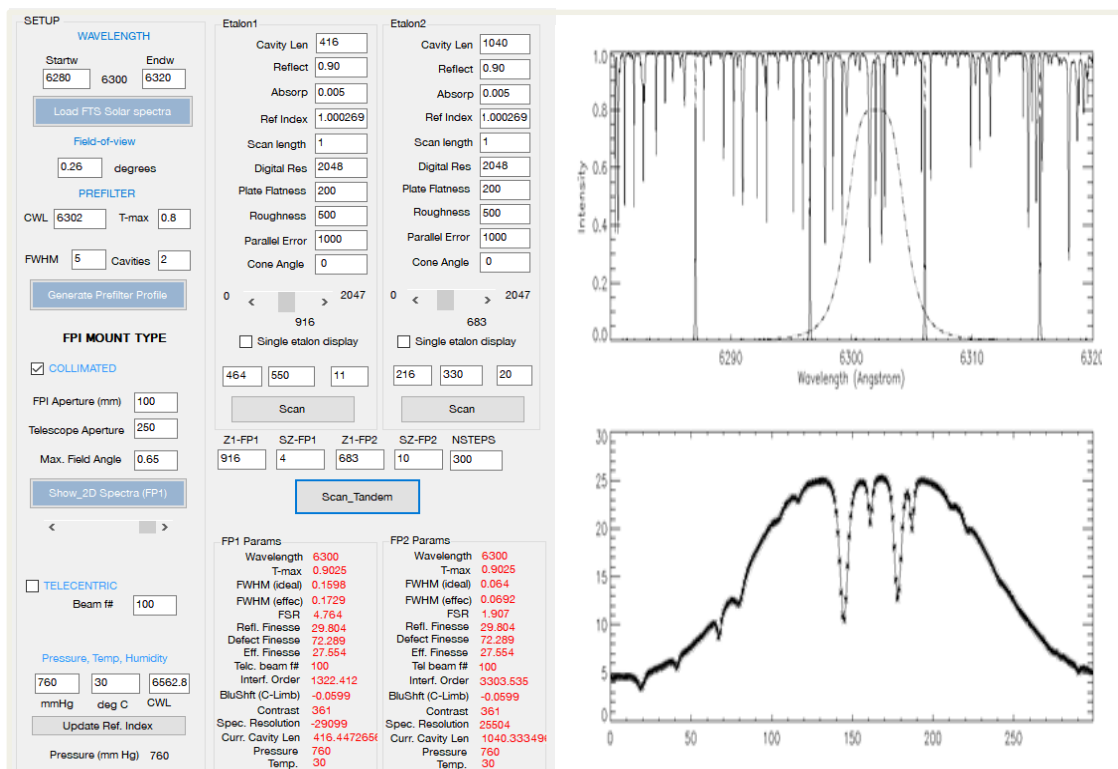 SETUP
WAVELENGTH
Startw Endw
6280 6300 6320
Load FTS Solar spectra
Field-of-view
0.26 degrees
PREFILTER
CWL 6302 T-max 0.8
FWHM 5 Cavities 2
Generate Prefilter Profile
FPI MOUNT TYPE
COLLIMATED
FPI Aperture (mm) 100
Telescope Aperture 250
Max. Field Angle 0.65
Show_2D Spectra (FP1)
< >
TELECENTRIC
Beam f# 100
Pressure, Temp, Humidity
760 30 6562.8
mmHg deg C CWL
Update Ref. Index
Pressure (mm Hg) 760
Etalon1
Cavity Len 416
Reflect 0.90
Absorp 0.005
Ref Index 1.000269
Scan length 1
Digital Res 2048
Plate Flatness 200
Roughness 500
Parallel Error 1000
Cone Angle 0
0 < > 2047
916
Single etalon display
464 550 11
Scan
Etalon2
Cavity Len 1040
Reflect 0.90
Absorp 0.005
Ref Index 1.000269
Scan length 1
Digital Res 2048
Plate Flatness 200
Roughness 500
Parallel Error 1000
Cone Angle 0
0 < > 2047
683
Single etalon display
216 330 20
Scan
Z1-FP1 SZ-FP1 Z1-FP2 SZ-FP2 NSTEPS
916 4 683 10 300
Scan_Tandem
FP1 Params
Wavelength 6300
T-max 0.9025
FWHM (ideal) 0.1598
FWHM (effec) 0.1729
FSR 4.764
Refl. Finesse 29.804
Defect Finesse 72.289
Eff. Finesse 27.554
Telc. beam f# 100
Interf. Order 1322.412
BluShft (C-Limb) -0.0599
Contrast 361
Spec. Resolution -29099
Curr. Cavity Len 416.4472656
Pressure 760
Temp. 30
FP2 Params
Wavelength 6300
T-max 0.9025
FWHM (ideal) 0.064
FWHM (effec) 0.0692
FSR 1.907
Refl. Finesse 29.804
Defect Finesse 72.289
Eff. Finesse 27.554
Tel beam f# 100
Interf. Order 3303.535
BluShft (C-Limb) -0.0599
Contrast 361
Spec. Resolution 25504
Curr. Cavity Len 1040.333496
Pressure 760
Temp. 30
Intensity
1.0
0.8
0.6
0.4
0.2
0.0
6290 6300 6310 6320
Wavelength (Angstrom)
30
25
20
15
10
5
0
0 50 100 150 200 250